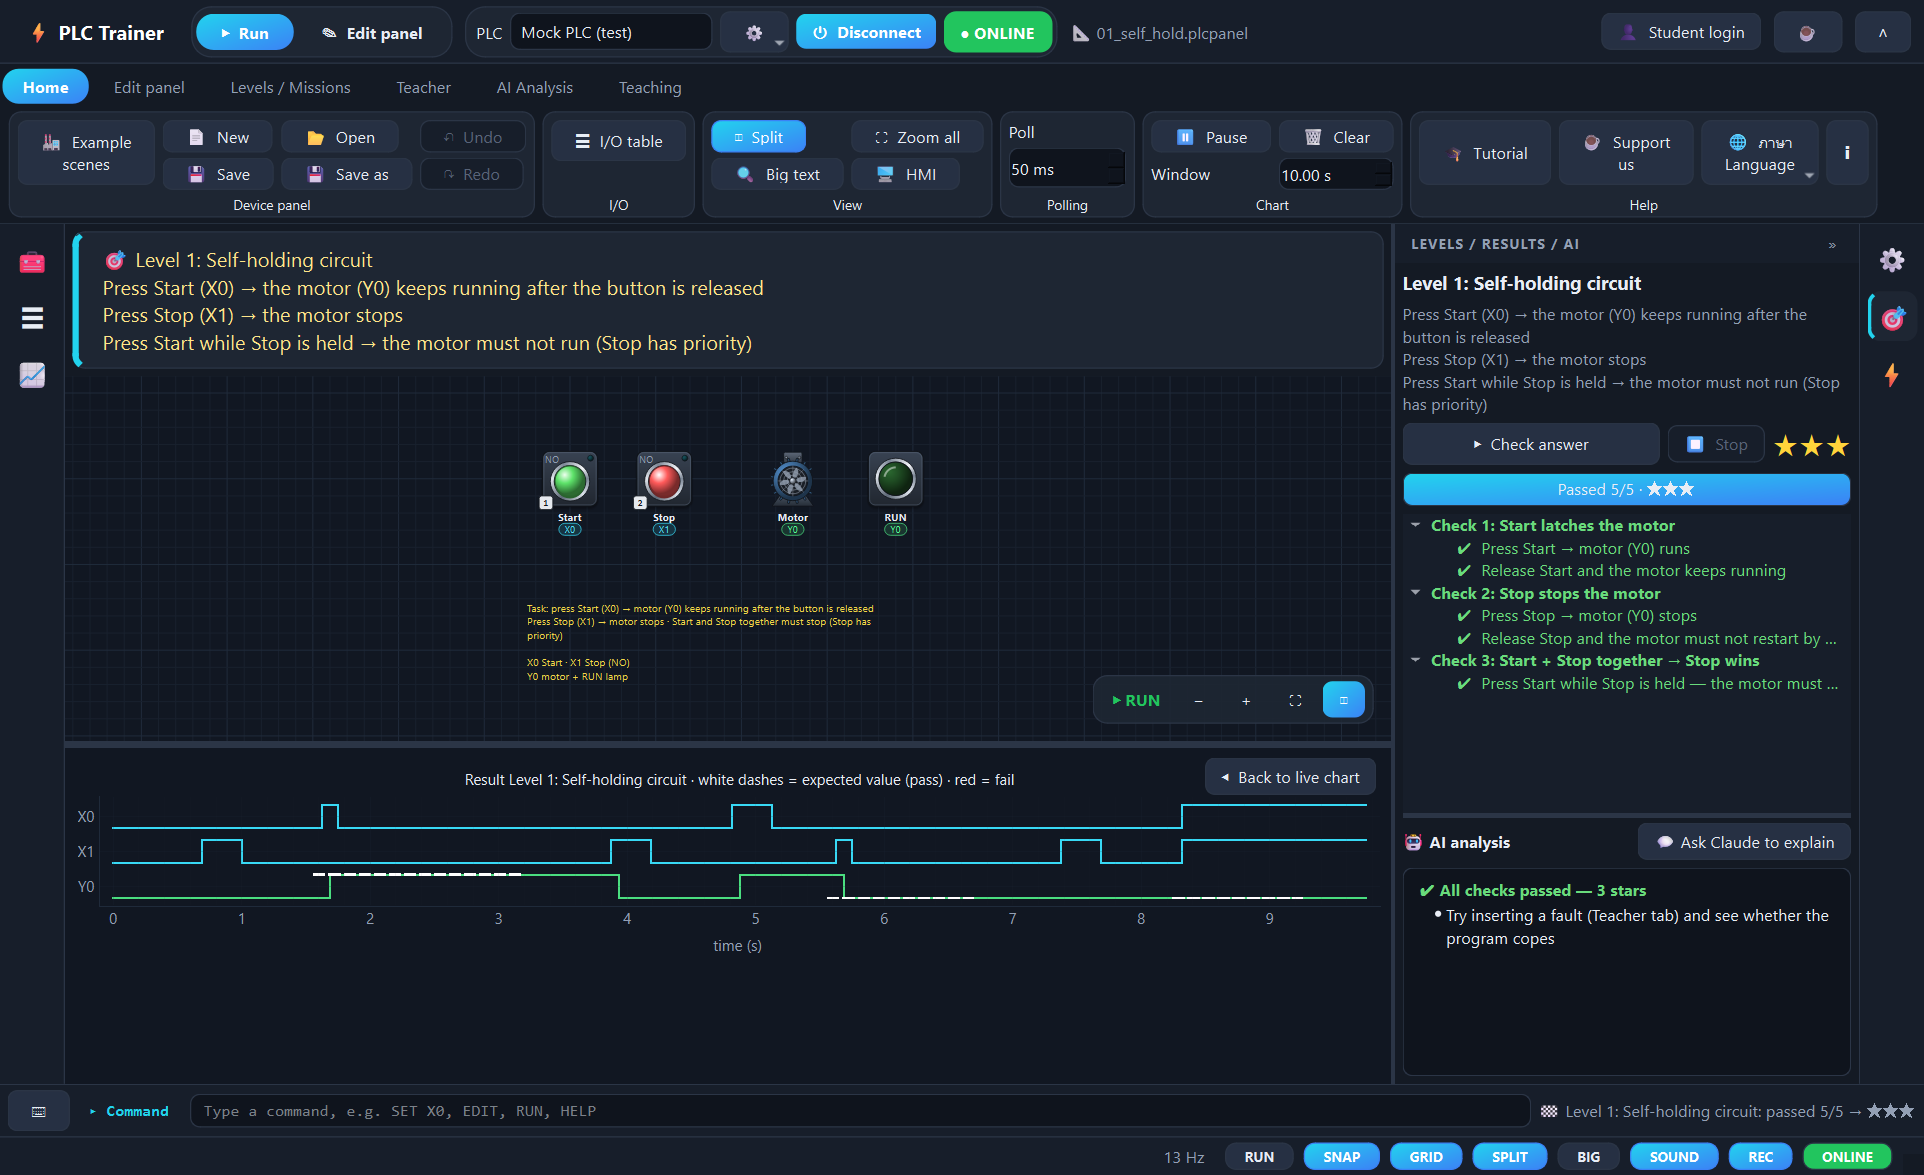 PLC Trainer
Run
Edit panel
PLC
Mock PLC (test)
Disconnect
● ONLINE
01_self_hold.plcpanel
Student login
Home
Edit panel
Levels / Missions
Teacher
AI Analysis
Teaching
Example scenes
New
Open
Undo
Save
Save as
Redo
Device panel
I/O table
I/O
Split
Zoom all
Big text
HMI
View
Poll
50 ms
Polling
Pause
Clear
Window
10.00 s
Chart
Tutorial
Support us
ภาษา
Language
i
Help
Level 1: Self-holding circuit
Press Start (X0) → the motor (Y0) keeps running after the button is released
Press Stop (X1) → the motor stops
Press Start while Stop is held → the motor must not run (Stop has priority)
NO
1
Start
X0
NO
2
Stop
X1
Motor
Y0
RUN
Y0
Task: press Start (X0) → motor (Y0) keeps running after the button is released
Press Stop (X1) → motor stops · Start and Stop together must stop (Stop has
priority)
X0 Start · X1 Stop (NO)
Y0 motor + RUN lamp
RUN
−
+
Result Level 1: Self-holding circuit · white dashes = expected value (pass) · red = fail
Back to live chart
X0
X1
Y0
0 1 2 3 4 5 6 7 8 9
time (s)
LEVELS / RESULTS / AI
»
Level 1: Self-holding circuit
Press Start (X0) → the motor (Y0) keeps running after the
button is released
Press Stop (X1) → the motor stops
Press Start while Stop is held → the motor must not run (Stop
has priority)
Check answer
Stop
★★★
Passed 5/5 · ★★★
Check 1: Start latches the motor
✔ Press Start → motor (Y0) runs
✔ Release Start and the motor keeps running
Check 2: Stop stops the motor
✔ Press Stop → motor (Y0) stops
✔ Release Stop and the motor must not restart by ...
Check 3: Start + Stop together → Stop wins
✔ Press Start while Stop is held — the motor must ...
AI analysis
Ask Claude to explain
✔ All checks passed — 3 stars
• Try inserting a fault (Teacher tab) and see whether the
program copes
Command
Type a command, e.g. SET X0, EDIT, RUN, HELP
Level 1: Self-holding circuit: passed 5/5 → ★★★
13 Hz
RUN
SNAP
GRID
SPLIT
BIG
SOUND
REC
ONLINE